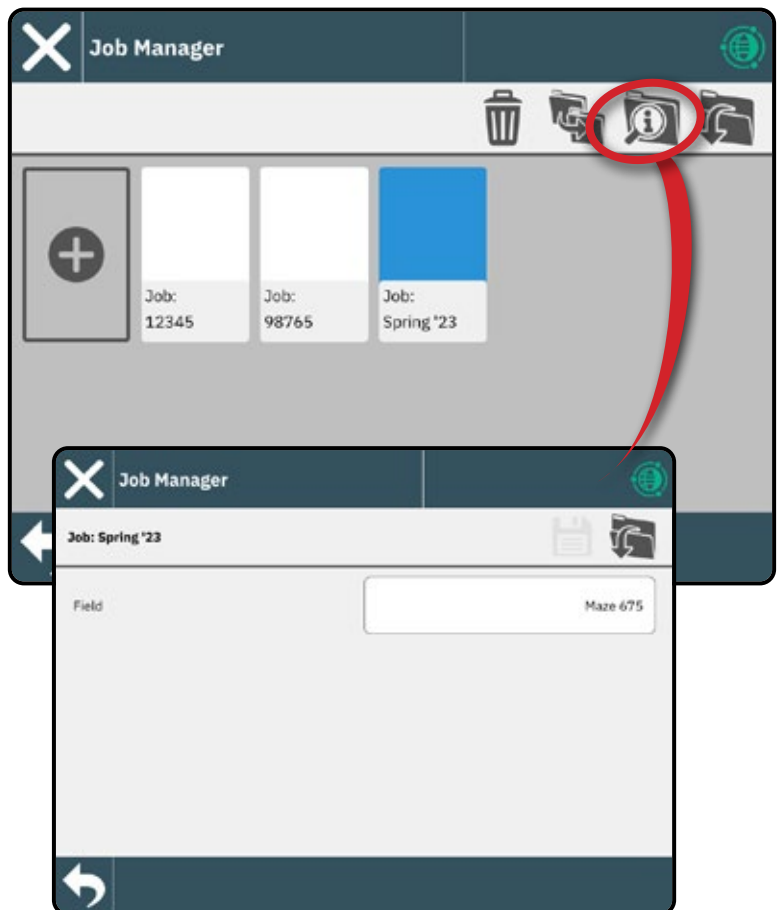 Job Manager
Job:
12345
Job:
98765
Job:
Spring '23
Job Manager
Job: Spring '23
Field
Maze 675